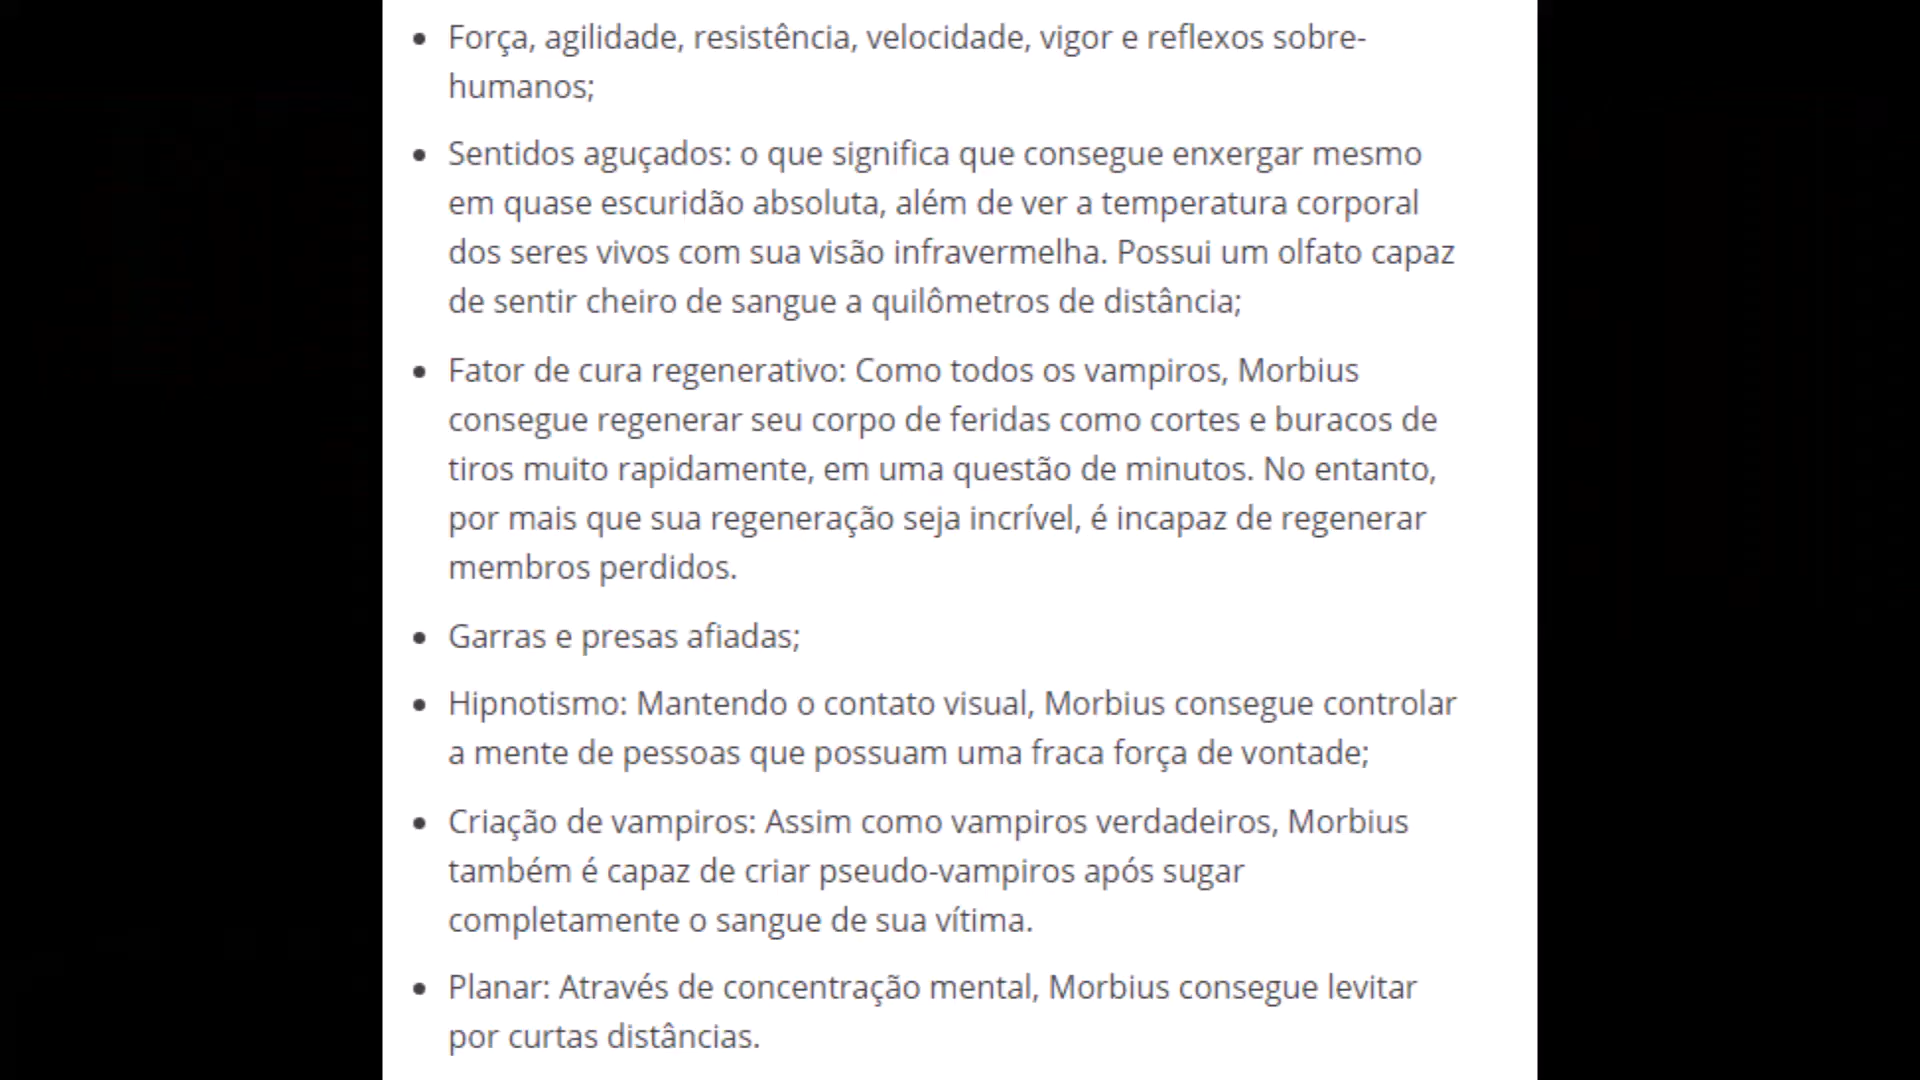 Força, agilidade, resistência, velocidade, vigor e reflexos sobre-
humanos;
Sentidos aguçados: o que significa que consegue enxergar mesmo
em quase escuridão absoluta, além de ver a temperatura corporal
dos seres vivos com sua visão infravermelha. Possui um olfato capaz
de sentir cheiro de sangue a quilômetros de distância;
Fator de cura regenerativo: Como todos os vampiros, Morbius
consegue regenerar seu corpo de feridas como cortes e buracos de
tiros muito rapidamente, em uma questão de minutos. No entanto,
por mais que sua regeneração seja incrível, é incapaz de regenerar
membros perdidos.
Garras e presas afiadas;
Hipnotismo: Mantendo o contato visual, Morbius consegue controlar
a mente de pessoas que possuam uma fraca força de vontade;
Criação de vampiros: Assim como vampiros verdadeiros, Morbius
também é capaz de criar pseudo-vampiros após sugar
completamente o sangue de sua vítima.
Planar: Através de concentração mental, Morbius consegue levitar
por curtas distâncias.